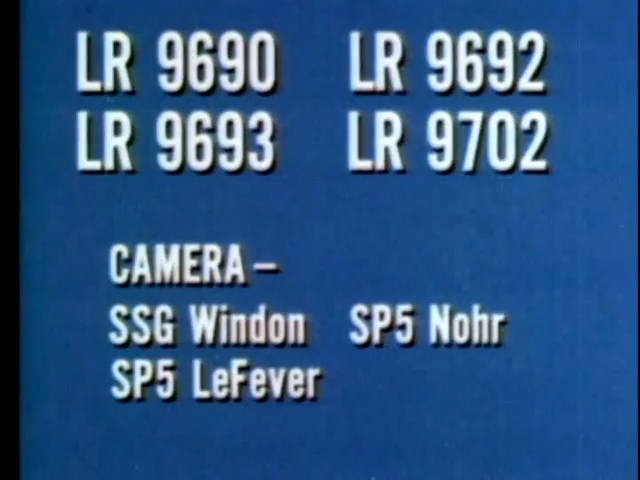 LR 9690 LR 9692
LR 9693 LR 9702
CAMERA –
SSG Windon SP5 Nohr
SP5 LeFever